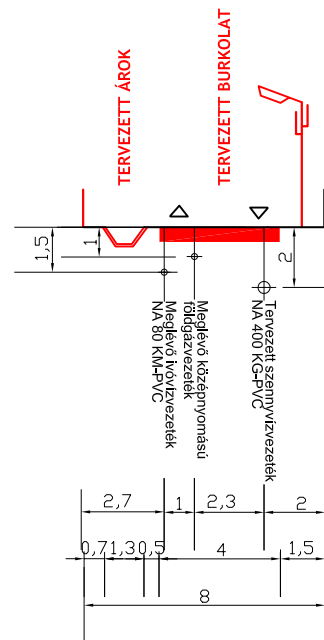 TERVEZETT ÁROK
TERVEZETT BURKOLAT
1,5
1
2
Meglévő ivóvízvezeték
NA 80 KM-PVC
Meglévő középnyomású
földgázvezeték
Tervezett szennyvízvezeték
NA 400 KG-PVC
2,7
1
2,3
2
0,7
1,3
0,5
4
1,5
8